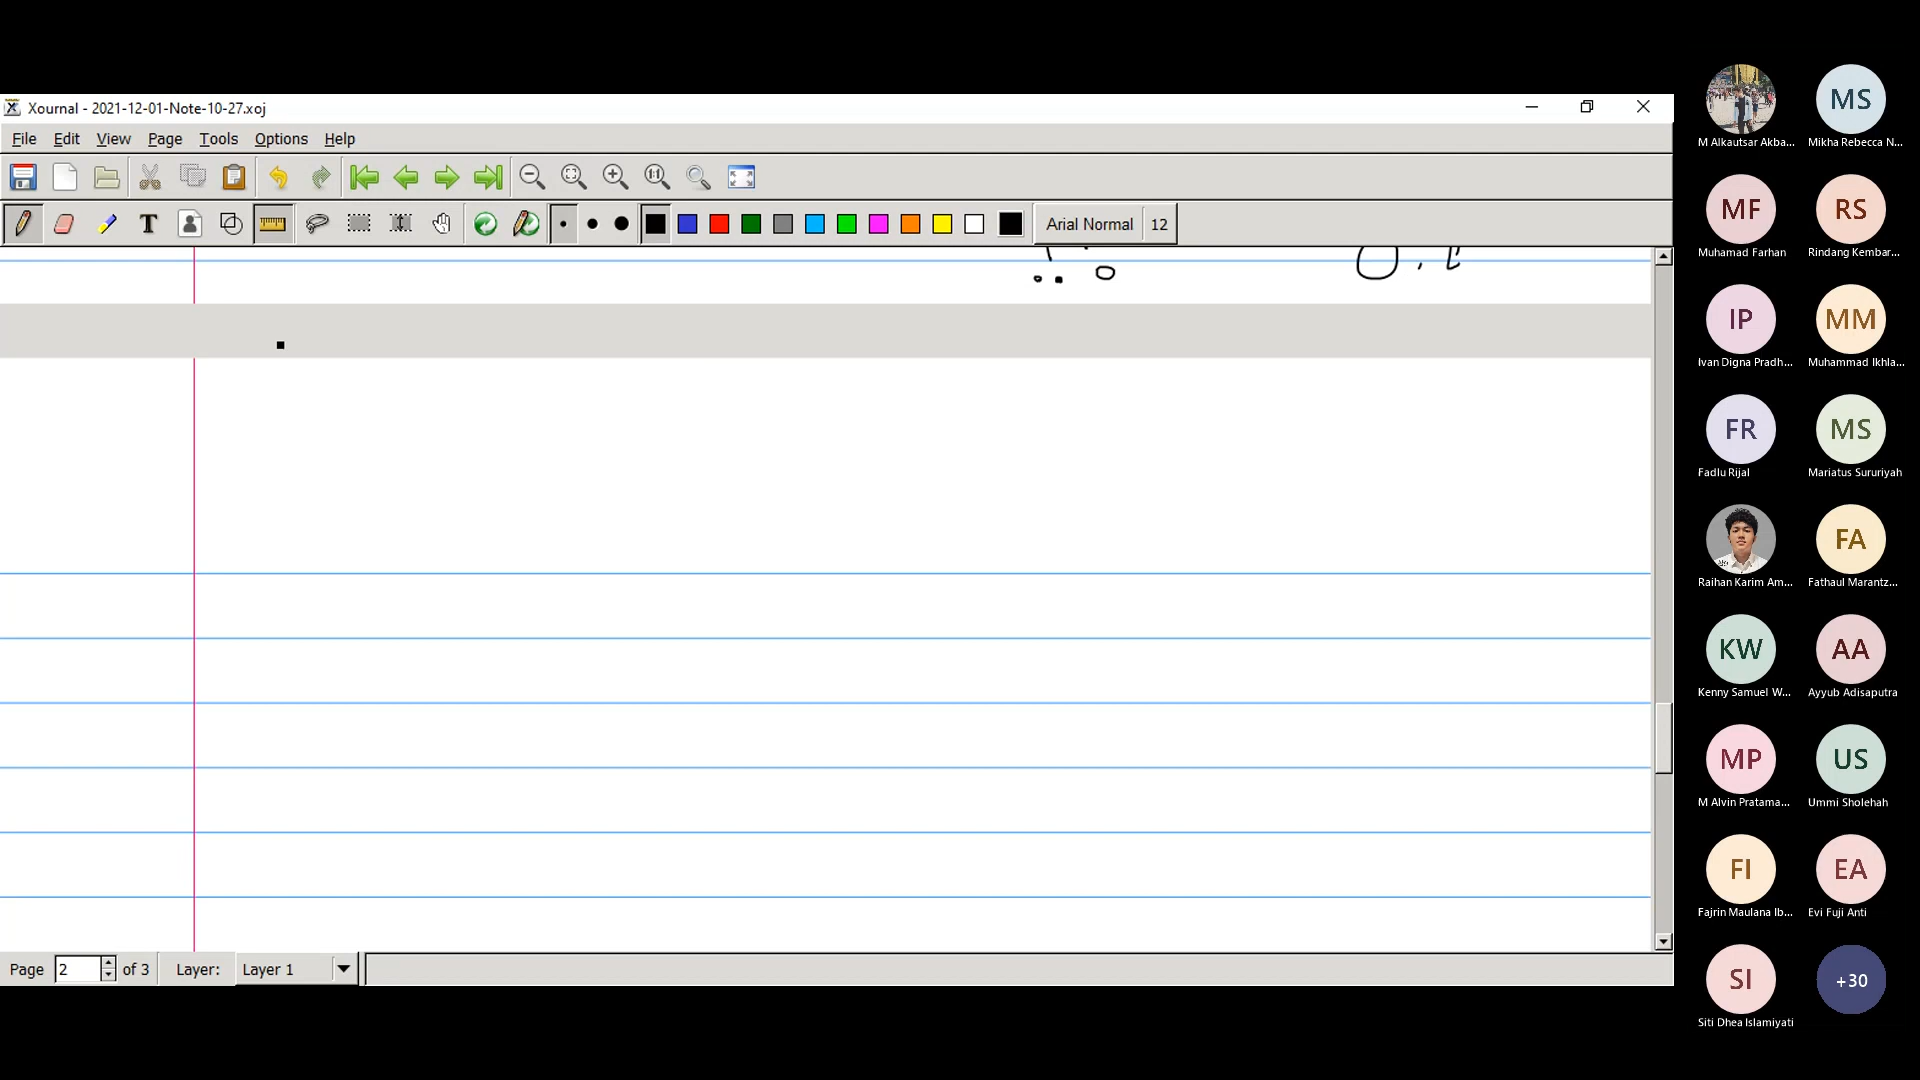 Xournal - 2021-12-01-Note-10-27.xoj
File Edit View Page Tools Options Help
Arial Normal 12
Page 2 of 3 Layer: Layer 1
M Alkautsar Akba...
MS
Mikha Rebecca N...
MF
Muhamad Farhan
RS
Rindang Kembar...
IP
Ivan Digna Pradh...
MM
Muhammad Ikhla...
FR
Fadlu Rijal
MS
Mariatus Sururiyah
Raihan Karim Am...
FA
Fathaul Marantz...
KW
Kenny Samuel W...
AA
Ayyub Adisaputra
MP
M Alvin Pratama...
US
Ummi Sholehah
FI
Fajrin Maulana Ib...
EA
Evi Fuji Anti
SI
Siti Dhea Islamiyati
+30